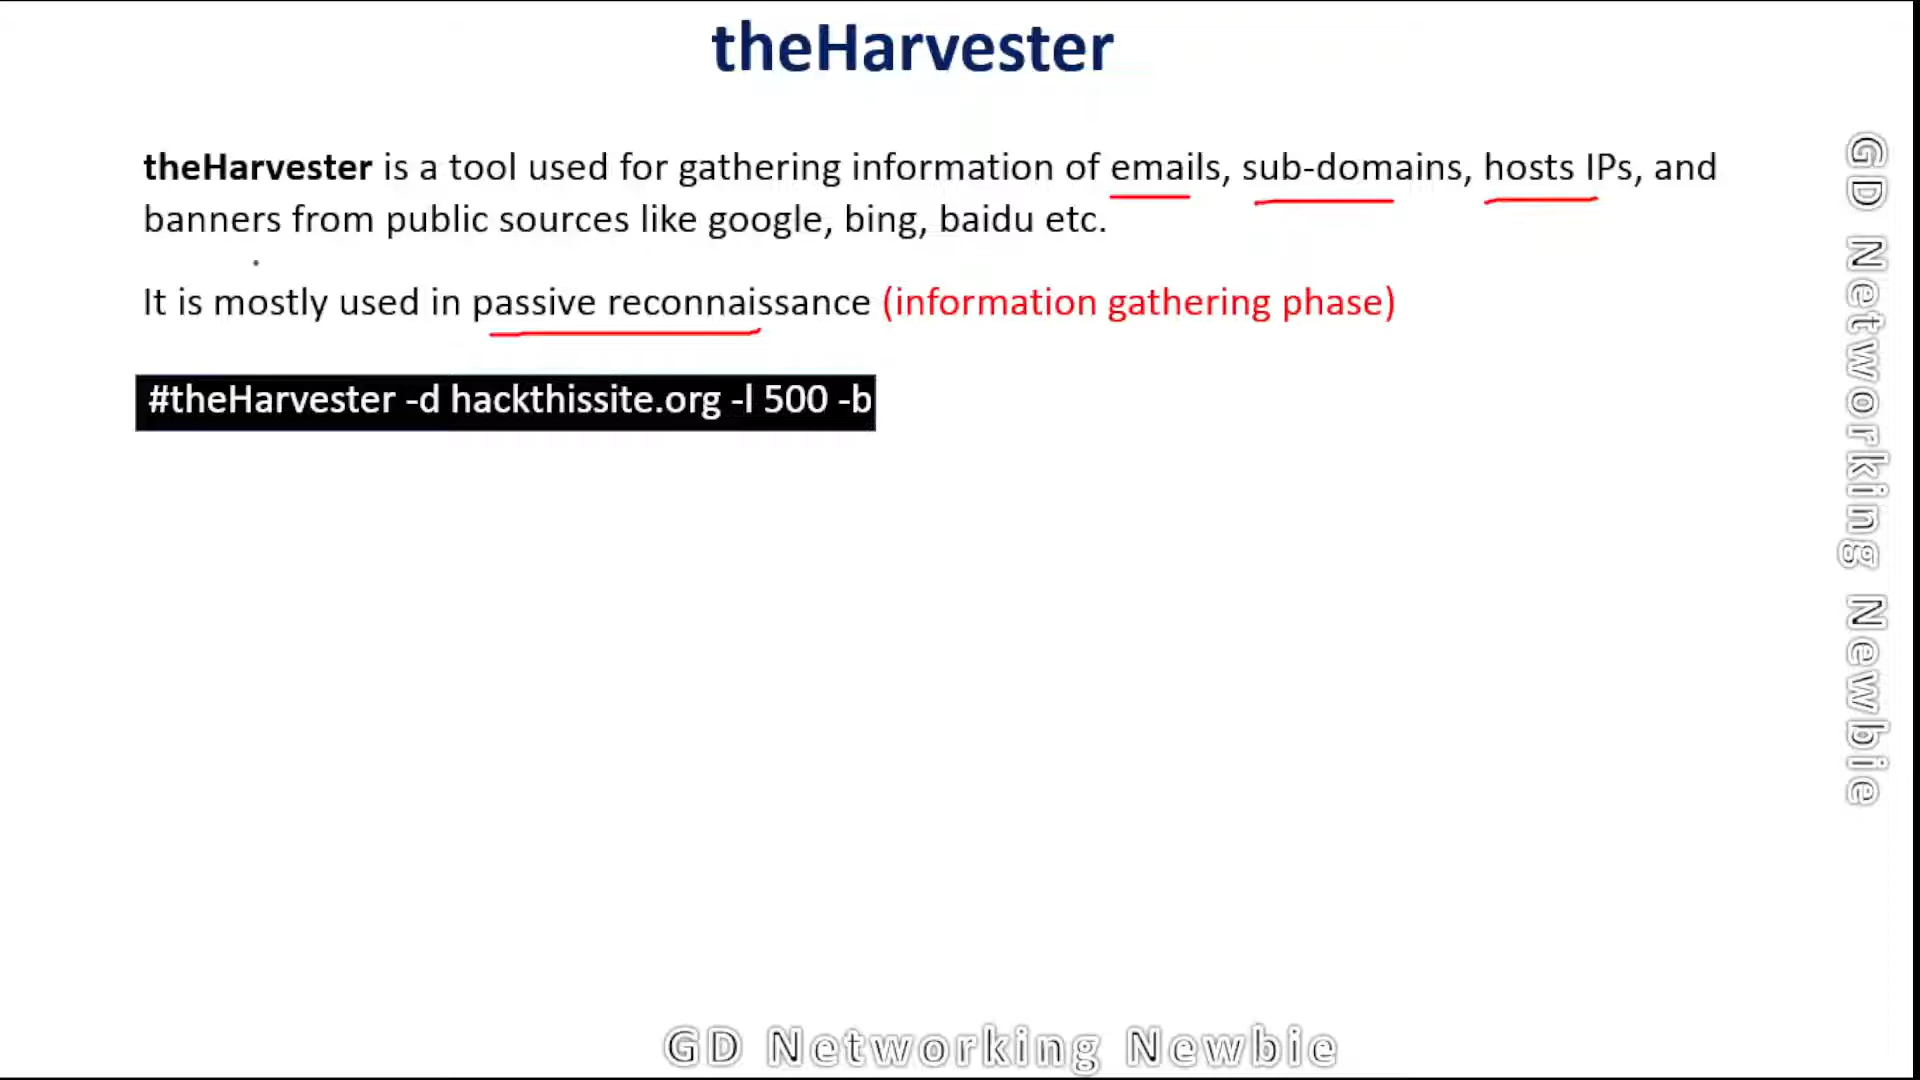 theHarvester
theHarvester is a tool used for gathering information of emails, sub-domains, hosts IPs, and
banners from public sources like google, bing, baidu etc.
It is mostly used in passive reconnaissance (information gathering phase)
#theHarvester -d hackthissite.org -l 500 -b
GD Networking Newbie
GD Networking Newbie